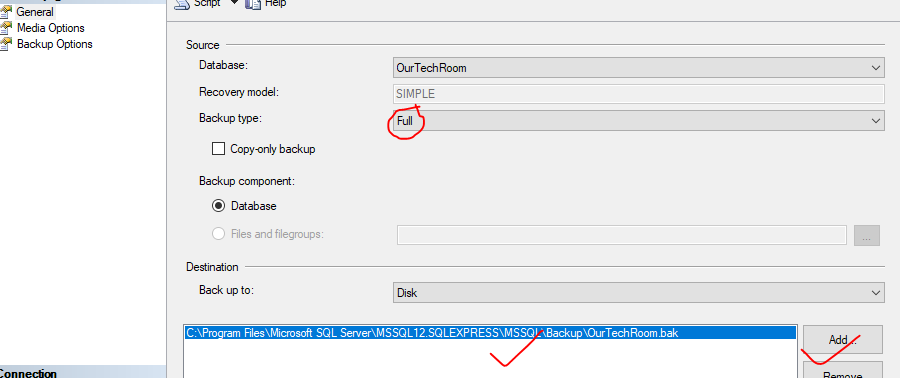 Script Help
General
Media Options
Backup Options
Source
Database: OurTechRoom
Recovery model: SIMPLE
Backup type: Full
Copy-only backup
Backup component:
Database
Files and filegroups: ...
Destination
Back up to: Disk
C:\Program Files\Microsoft SQL Server\MSSQL12.SQLEXPRESS\MSSQL\Backup\OurTechRoom.bak
Add...
Remove
Connection